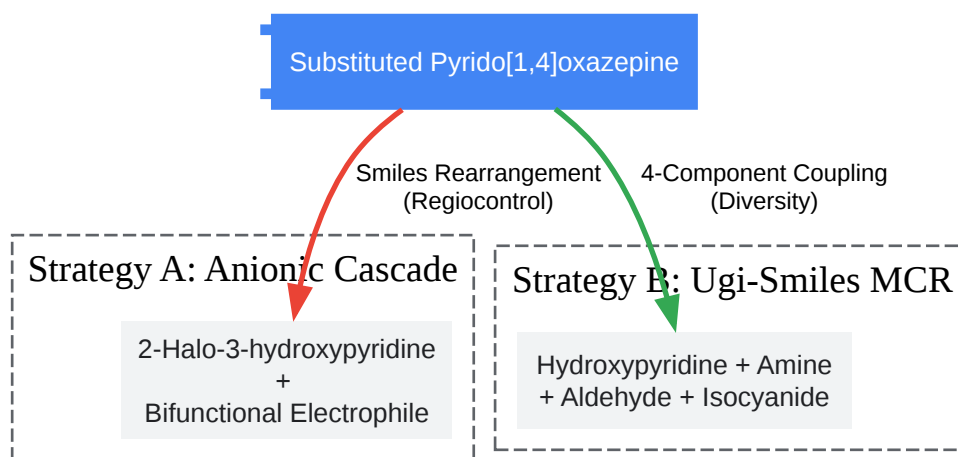 Substituted Pyrido[1,4]oxazepine
Smiles Rearrangement
(Regiocontrol)
4-Component Coupling
(Diversity)
Strategy A: Anionic Cascade
2-Halo-3-hydroxypyridine
+
Bifunctional Electrophile
Strategy B: Ugi-Smiles MCR
Hydroxypyridine + Amine
+ Aldehyde + Isocyanide